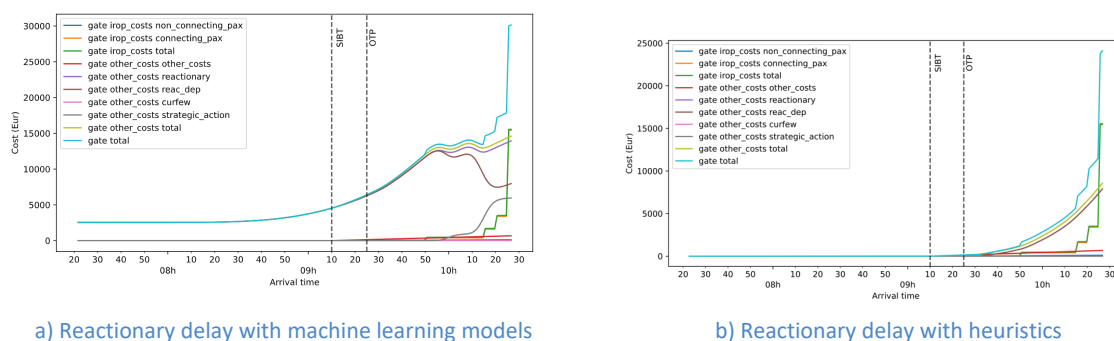 30000
25000
20000
15000
10000
5000
0
Cost (Eur)
gate irop_costs non_connecting_pax
gate irop_costs connecting_pax
gate irop_costs total
gate other_costs other_costs
gate other_costs reactionary
gate other_costs reac_dep
gate other_costs curfew
gate other_costs strategic_action
gate other_costs total
gate total
SIBT
OTP
20 30 40 50 10 20 30 40 50 10 20 30 40 50 10 20 30
08h 09h 10h
Arrival time
a) Reactionary delay with machine learning models
25000
20000
15000
10000
5000
0
Cost (Eur)
gate irop_costs non_connecting_pax
gate irop_costs connecting_pax
gate irop_costs total
gate other_costs other_costs
gate other_costs reactionary
gate other_costs reac_dep
gate other_costs curfew
gate other_costs strategic_action
gate other_costs total
gate total
SIBT
OTP
20 30 40 50 10 20 30 40 50 10 20 30 40 50 10 20 30
08h 09h 10h
Arrival time
b) Reactionary delay with heuristics